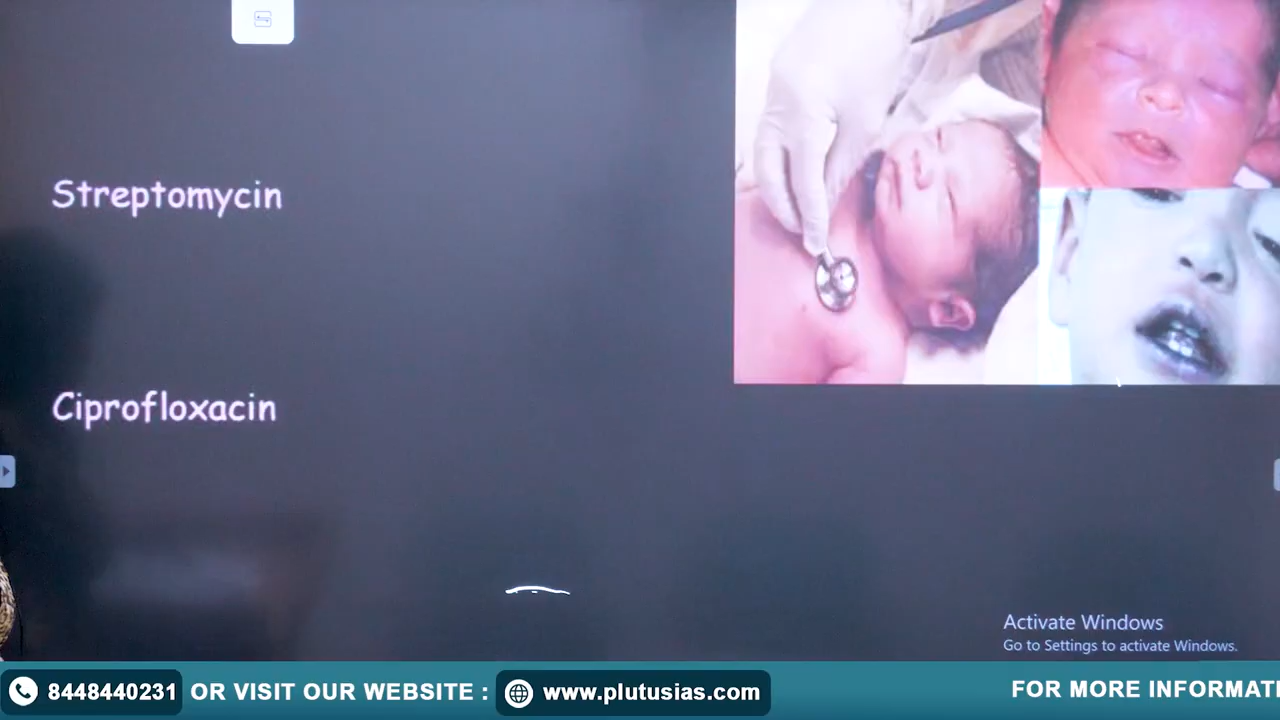 Streptomycin
Ciprofloxacin
Activate Windows
Go to Settings to activate Windows.
8448440231 OR VISIT OUR WEBSITE : www.plutusias.com
FOR MORE INFORMATI